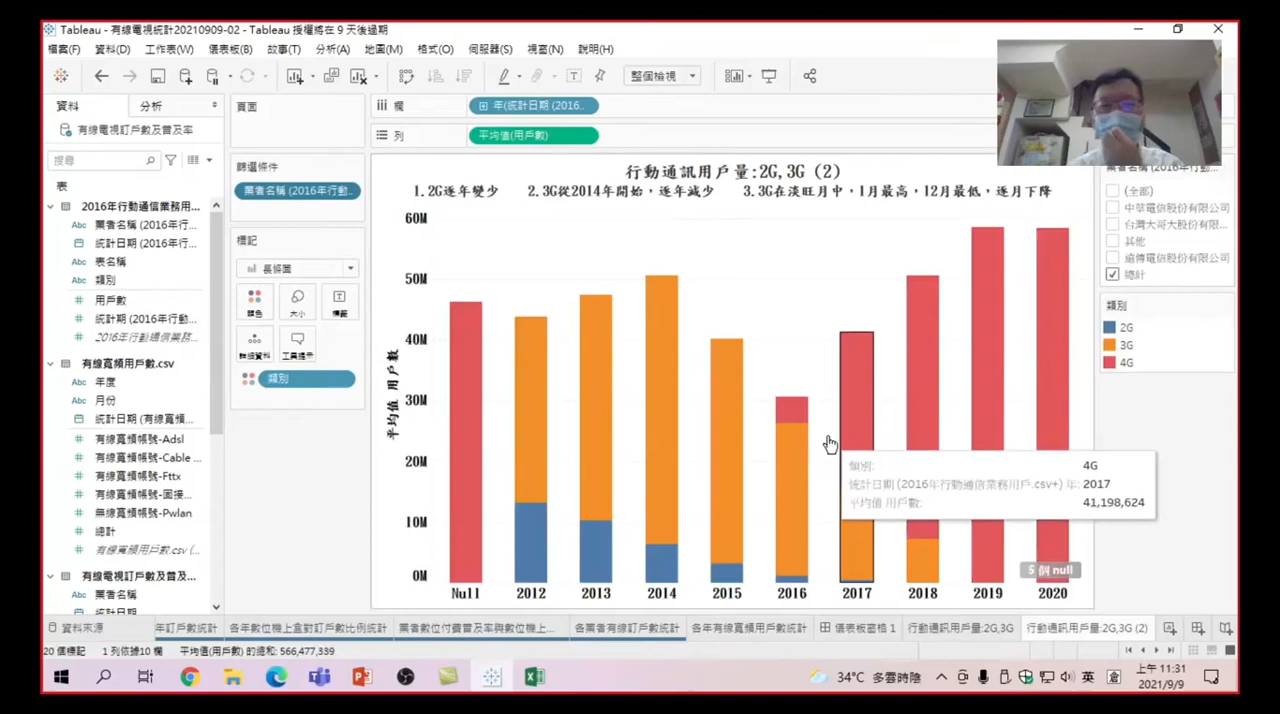 Tableau - 有線電視統計20210909-02 - Tableau 授權將在 9 天後過期
檔案(F) 資料(D) 工作表(W) 儀表板(B) 故事(T) 分析(A) 地圖(M) 格式(O) 伺服器(S) 視窗(N) 說明(H)
整個檢視
資料 分析
有線電視訂戶數及普及率
搜尋
表
2016年行動通信業務用...
Abc 業者名稱 (2016年行...
統計日期 (2016年行...
Abc 表名稱
Abc 類別
# 用戶數
# 統計期 (2016年行動...
# 2016年行動通信業務...
有線寬頻用戶數.csv
Abc 年度
Abc 月份
統計日期 (有線寬頻...
# 有線寬頻帳號-Adsl
# 有線寬頻帳號-Cable ...
# 有線寬頻帳號-Fttx
# 有線寬頻帳號-固接...
# 無線寬頻帳號-Pwlan
# 總計
# 有線寬頻用戶數.csv (...
有線電視訂戶數及普及...
Abc 業者名稱
統計日期
頁面
篩選條件
業者名稱 (2016年行動...
標記
長條圖
顏色 大小 標籤
詳細資料 工具提示
類別
iii 欄 年(統計日期 (2016..
列 平均值(用戶數)
行動通訊用戶量:2G,3G (2)
1.2G逐年變少 2.3G從2014年開始，逐年減少 3.3G在淡旺月中，1月最高，12月最低，逐月下降
平均值 用戶數
60M
50M
40M
30M
20M
10M
0M
Null 2012 2013 2014 2015 2016 2017 2018 2019 2020
類別: 4G
統計日期 (2016年行動通信業務用戶.csv+) 年: 2017
平均值 用戶數: 41,198,624
5 個 null
業者名稱 (2016年行動...
(全部)
中華電信股份有限公司
台灣大哥大股份有限...
其他
遠傳電信股份有限公司
總計
類別
2G
3G
4G
資料來源 年訂戶數統計 各年數位機上盒對訂戶數比例統計 業者數位付費普及率與數位機上... 各業者有線訂戶數統計 各年有線寬頻用戶數統計 儀表板窗格 1 行動通訊用戶量:2G,3G 行動通訊用戶量:2G,3G (2)
20 個標記 1 列依據10 欄 平均值(用戶數) 的總和: 566,477,339
34°C 多雲時陰 英 倉 上午 11:31
2021/9/9